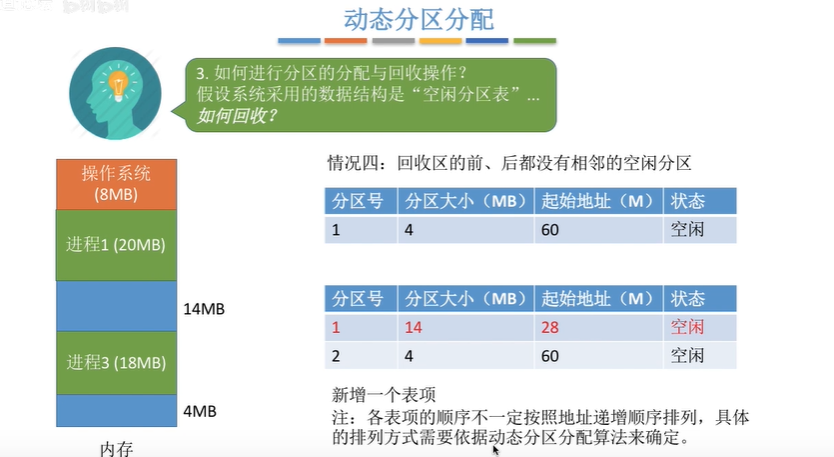 动态分区分配
3. 如何进行分区的分配与回收操作？
假设系统采用的数据结构是“空闲分区表”...
如何回收？
情况四：回收区的前、后都没有相邻的空闲分区
操作系统
(8MB)
进程1 (20MB)
14MB
进程3 (18MB)
4MB
内存
分区号 分区大小（MB） 起始地址（M） 状态
1 4 60 空闲
分区号 分区大小（MB） 起始地址（M） 状态
1 14 28 空闲
2 4 60 空闲
新增一个表项
注：各表项的顺序不一定按照地址递增顺序排列，具体
的排列方式需要依据动态分区分配算法来确定。